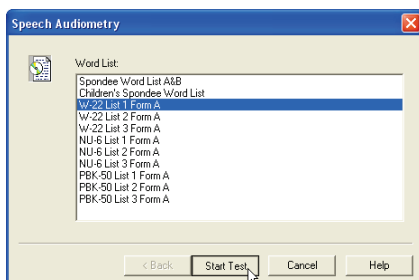 Speech Audiometry
Word List:
Spondee Word List A&B
Children's Spondee Word List
W-22 List 1 Form A
W-22 List 2 Form A
W-22 List 3 Form A
NU-6 List 1 Form A
NU-6 List 2 Form A
NU-6 List 3 Form A
PBK-50 List 1 Form A
PBK-50 List 2 Form A
PBK-50 List 3 Form A
< Back Start Test Cancel Help